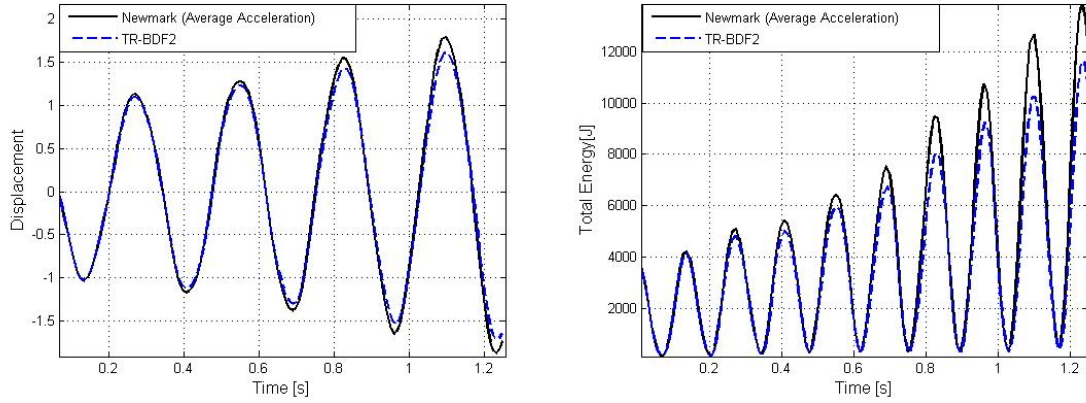 Newmark (Average Acceleration)
TR-BDF2
2
1.5
1
0.5
0
-0.5
-1
-1.5
Displacement
0.2 0.4 0.6 0.8 1 1.2
Time [s]
Newmark (Average Acceleration)
TR-BDF2
12000
10000
8000
6000
4000
2000
Total Energy[J]
0.2 0.4 0.6 0.8 1 1.2
Time [s]